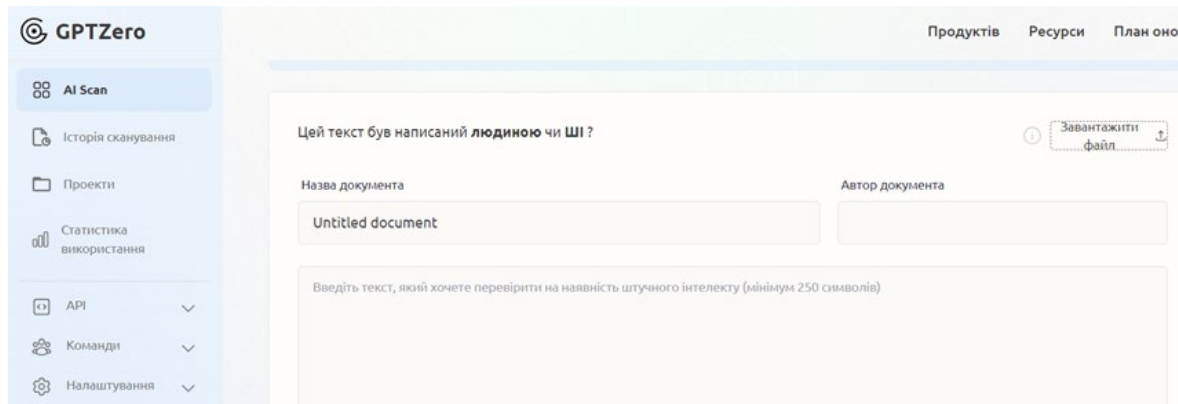 GPTZero
Продуктів Ресурси План оно
AI Scan
Історія сканування
Проекти
Статистика
використання
API
Команди
Налаштування
Цей текст був написаний людиною чи ШІ ?
Завантажити
файл
Назва документа Автор документа
Untitled document
Введіть текст, який хочете перевірити на наявність штучного інтелекту (мінімум 250 символів)